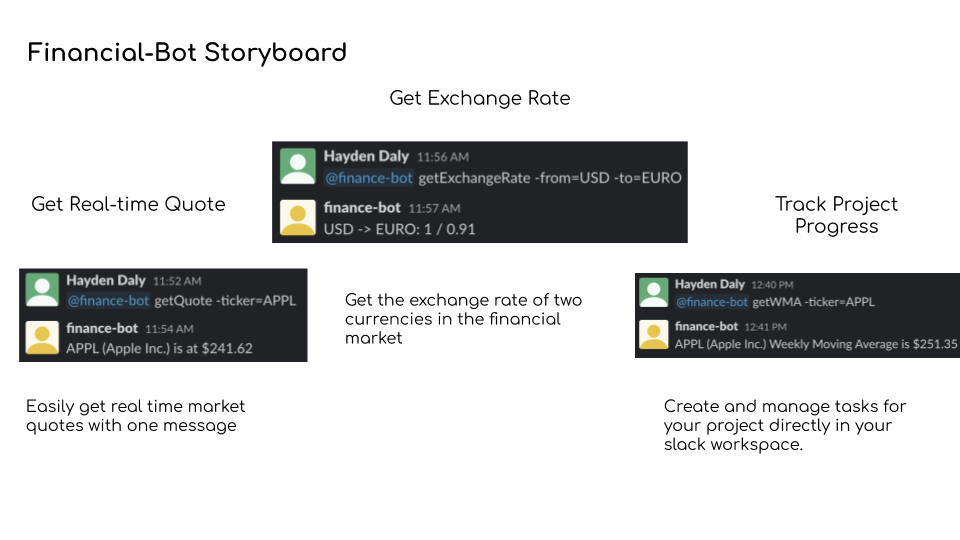 Financial-Bot Storyboard
Get Exchange Rate
Hayden Daly 11:56 AM
@finance-bot getExchangeRate -from=USD -to=EURO
finance-bot 11:57 AM
USD -> EURO: 1 / 0.91
Get the exchange rate of two
currencies in the financial
market
Get Real-time Quote
Hayden Daly 11:52 AM
@finance-bot getQuote -ticker=APPL
finance-bot 11:54 AM
APPL (Apple Inc.) is at $241.62
Easily get real time market
quotes with one message
Track Project
Progress
Hayden Daly 12:40 PM
@finance-bot getWMA -ticker=APPL
finance-bot 12:41 PM
APPL (Apple Inc.) Weekly Moving Average is $251.35
Create and manage tasks for
your project directly in your
slack workspace.